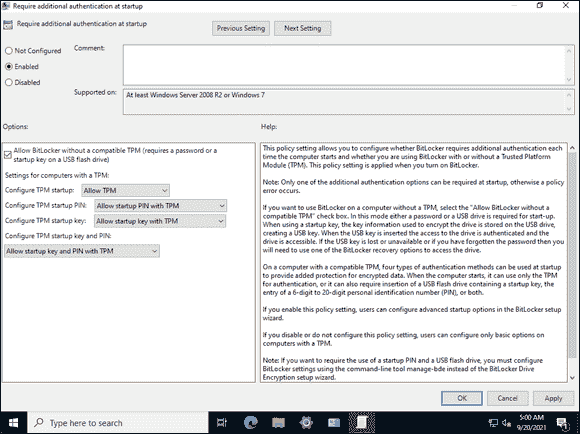 Require additional authentication at startup
Require additional authentication at startup
Previous Setting
Next Setting
Not Configured
Comment:
Enabled
Disabled
Supported on:
At least Windows Server 2008 R2 or Windows 7
Options:
Help:
Allow BitLocker without a compatible TPM (requires a password or a
startup key on a USB flash drive)
Settings for computers with a TPM:
Configure TPM startup:
Allow TPM
Configure TPM startup PIN:
Allow startup PIN with TPM
Configure TPM startup key:
Allow startup key with TPM
Configure TPM startup key and PIN:
Allow startup key and PIN with TPM
This policy setting allows you to configure whether BitLocker requires additional authentication each
time the computer starts and whether you are using BitLocker with or without a Trusted Platform
Module (TPM). This policy setting is applied when you turn on BitLocker.
Note: Only one of the additional authentication options can be required at startup, otherwise a policy
error occurs.
If you want to use BitLocker on a computer without a TPM, select the "Allow BitLocker without a
compatible TPM" check box. In this mode either a password or a USB drive is required for start-up.
When using a startup key, the key information used to encrypt the drive is stored on the USB drive,
creating a USB key. When the USB key is inserted the access to the drive is authenticated and the
drive is accessible. If the USB key is lost or unavailable or if you have forgotten the password then you
will need to use one of the BitLocker recovery options to access the drive.
On a computer with a compatible TPM, four types of authentication methods can be used at startup
to provide added protection for encrypted data. When the computer starts, it can use only the TPM
for authentication, or it can also require insertion of a USB flash drive containing a startup key, the
entry of a 6-digit to 20-digit personal identification number (PIN), or both.
If you enable this policy setting, users can configure advanced startup options in the BitLocker setup
wizard.
If you disable or do not configure this policy setting, users can configure only basic options on
computers with a TPM.
Note: If you want to require the use of a startup PIN and a USB flash drive, you must configure
BitLocker settings using the command-line tool manage-bde instead of the BitLocker Drive
Encryption setup wizard.
OK
Cancel
Apply
Type here to search
5:00 AM
9/20/2021